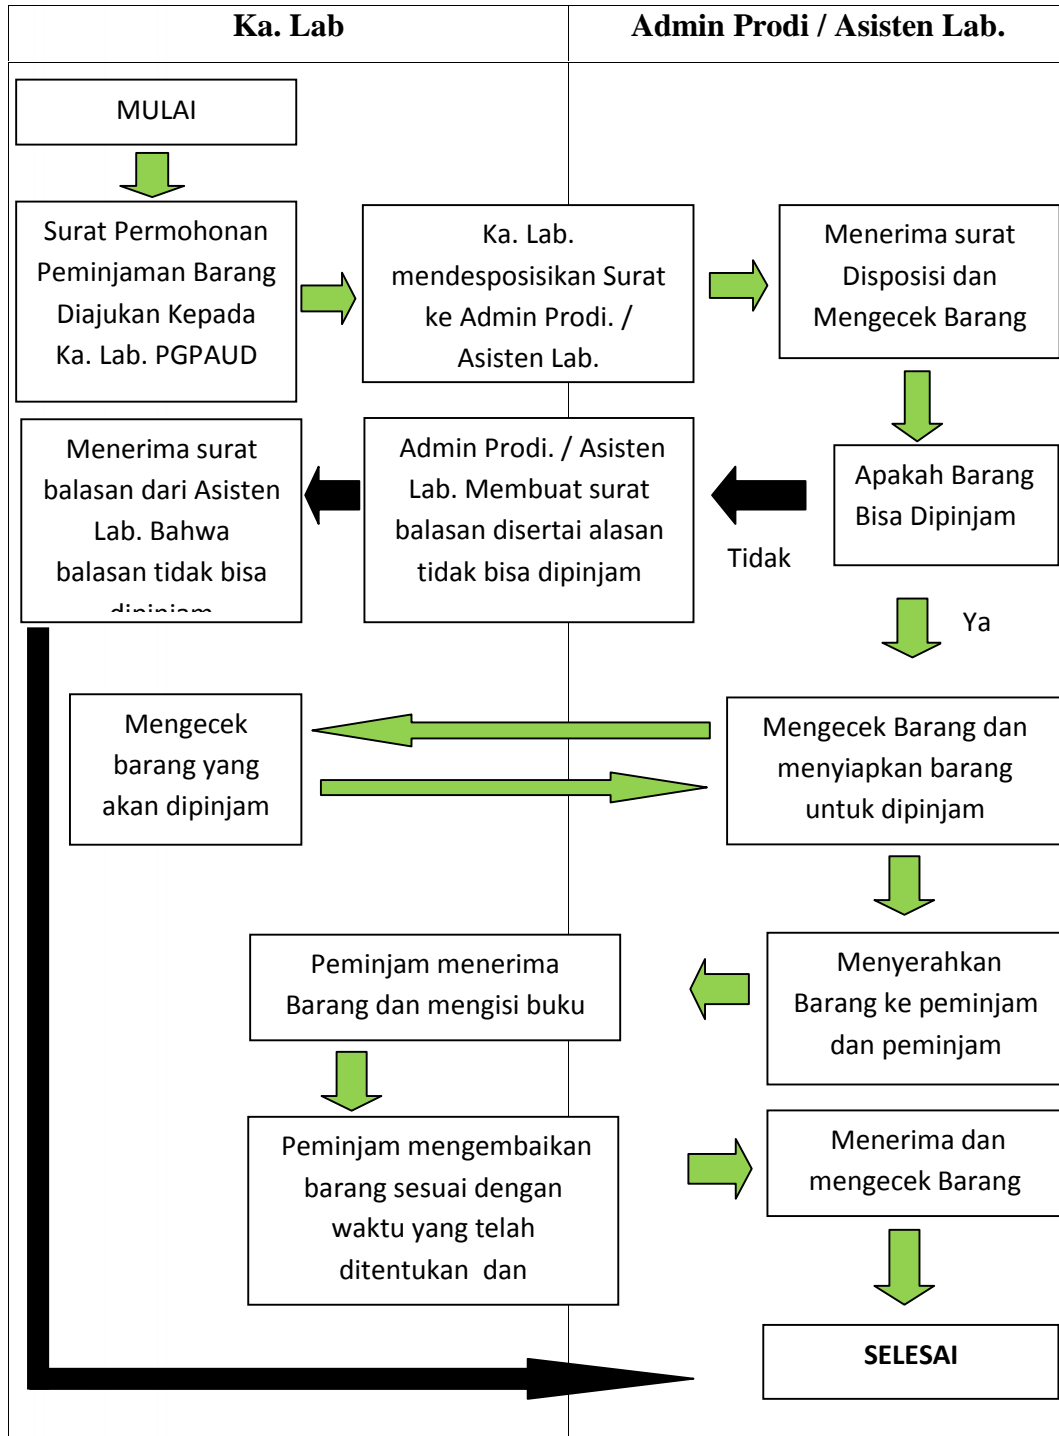 Ka. Lab
Admin Prodi / Asisten Lab.
MULAI
Surat Permohonan
Peminjaman Barang
Diajukan Kepada
Ka. Lab. PGPAUD
Ka. Lab.
mendesposisikan Surat
ke Admin Prodi. /
Asisten Lab.
Menerima surat
Disposisi dan
Mengecek Barang
Menerima surat
balasan dari Asisten
Lab. Bahwa
balasan tidak bisa
dipinjam
Admin Prodi. / Asisten
Lab. Membuat surat
balasan disertai alasan
tidak bisa dipinjam
Tidak
Apakah Barang
Bisa Dipinjam
Ya
Mengecek
barang yang
akan dipinjam
Mengecek Barang dan
menyiapkan barang
untuk dipinjam
Peminjam menerima
Barang dan mengisi buku
Menyerahkan
Barang ke peminjam
dan peminjam
Peminjam mengembaikan
barang sesuai dengan
waktu yang telah
ditentukan dan
Menerima dan
mengecek Barang
SELESAI